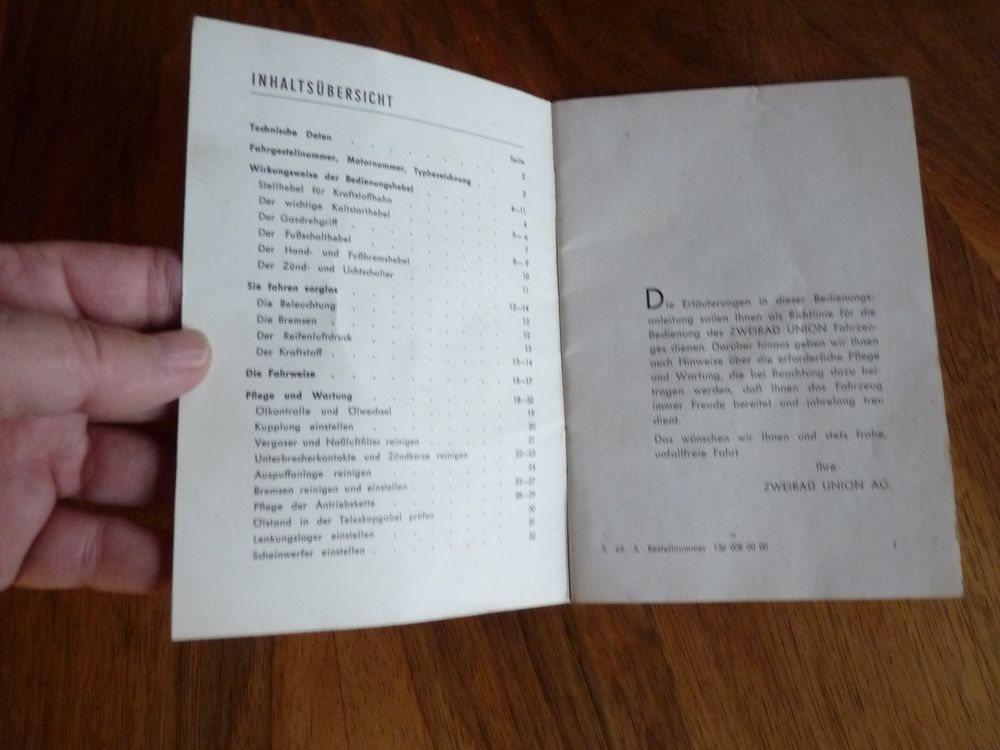 INHALTSÜBERSICHT
Seite
Technische Daten 2
Fahrgestellnummer, Motornummer, Typbezeichnung 3
Wirkungsweise der Bedienungshebel 4—11
Stellhebel für Kraftstoffhahn 4
Der wichtige Kaltstarthebel 5—6
Der Gasdrehgriff 7
Der Fußschalthebel 8—9
Der Hand- und Fußbremshebel 10
Der Zünd- und Lichtschalter 11
Sie fahren sorglos 12—14
Die Beleuchtung 12
Die Bremsen 12
Der Reifenluftdruck 13
Der Kraftstoff 13—14
Die Fahrweise 15—17
Pflege und Wartung 18—30
Ölkontrolle und Ölwechsel 19
Kupplung einstellen 20
Vergaser und Naßluftfilter reinigen 21
Unterbrecherkontakte und Zündkerze reinigen 22—23
Auspuffanlage reinigen 24
Bremsen reinigen und einstellen 25—27
Pflege der Antriebskette 28—29
Ölstand in der Teleskopgabel prüfen 30
Lenkungslager einstellen 31
Scheinwerfer einstellen 32
Die Erläuterungen in dieser Bedienungs-
anleitung sollen Ihnen als Richtlinie für die
Bedienung des ZWEIRAD UNION Fahrzeu-
ges dienen. Darüber hinaus geben wir Ihnen
auch Hinweise über die erforderliche Pflege
und Wartung, die bei Beachtung dazu bei-
tragen werden, daß Ihnen das Fahrzeug
immer Freude bereitet und jahrelang treu
dient.
Das wünschen wir Ihnen und stets frohe,
unfallfreie Fahrt
Ihre
ZWEIRAD UNION AG.
3. 63. 5. Bestellnummer 136 008 00 00
1